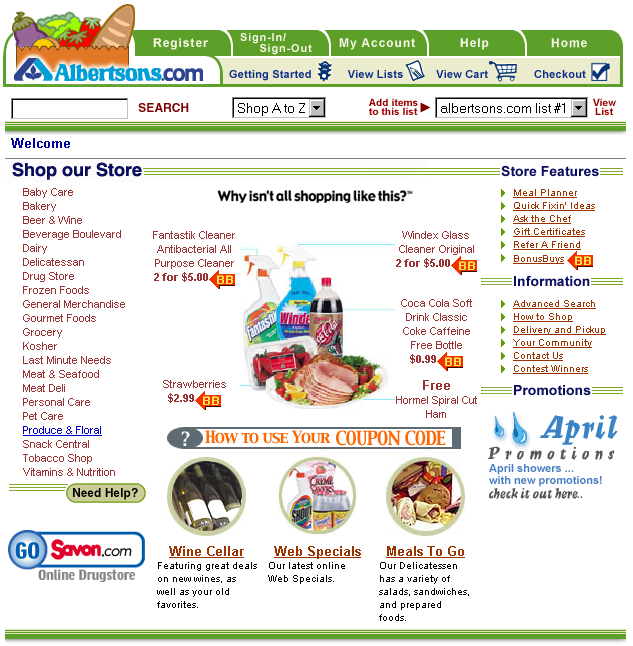 Register
Sign-In/
Sign-Out
My Account
Help
Home
Albertsons.com
Getting Started
View Lists
View Cart
Checkout
SEARCH
Shop A to Z
Add items
to this list
albertsons.com list #1
View
List
Welcome
Shop our Store
Baby Care
Bakery
Beer & Wine
Beverage Boulevard
Dairy
Delicatessan
Drug Store
Frozen Foods
General Merchandise
Gourmet Foods
Grocery
Kosher
Last Minute Needs
Meat & Seafood
Meat Deli
Personal Care
Pet Care
Produce & Floral
Snack Central
Tobacco Shop
Vitamins & Nutrition
Need Help?
GO Savon.com
Online Drugstore
Why isn't all shopping like this?℠
Fantastik Cleaner
Antibacterial All
Purpose Cleaner
2 for $5.00 BB
Windex Glass
Cleaner Original
2 for $5.00 BB
Fantastik
Windex
Coca Cola Soft
Drink Classic
Coke Caffeine
Free Bottle
$0.99 BB
Strawberries
$2.99 BB
Free
Hormel Spiral Cut
Ham
? HOW TO USE YOUR COUPON CODE
SHOUT
Wine Cellar
Featuring great deals
on new wines, as
well as your old
favorites.
Web Specials
Our latest online
Web Specials.
Meals To Go
Our Delicatessen
has a variety of
salads, sandwiches,
and prepared
foods.
Store Features
Meal Planner
Quick Fixin' Ideas
Ask the Chef
Gift Certificates
Refer A Friend
BonusBuys BB
Information
Advanced Search
How to Shop
Delivery and Pickup
Your Community
Contact Us
Contest Winners
Promotions
April
Promotions
April showers ...
with new promotions!
check it out here..